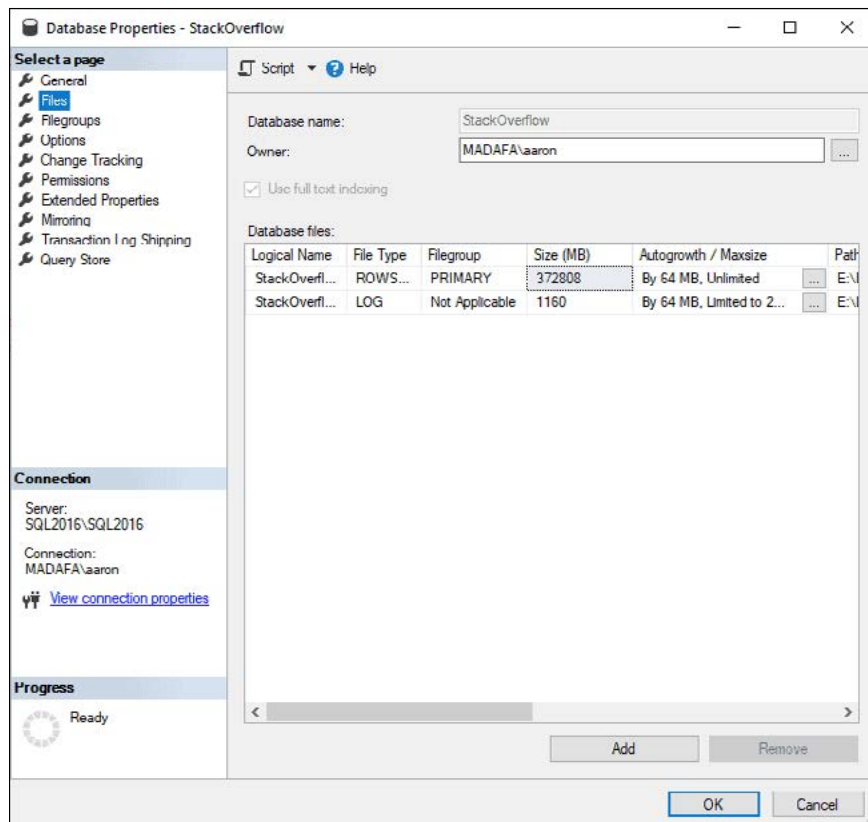 Database Properties - StackOverflow
Select a page
General
Files
Filegroups
Options
Change Tracking
Permissions
Extended Properties
Mirroring
Transaction Log Shipping
Query Store
Script
Help
Database name: StackOverflow
Owner: MADAFA\aaron ...
Use full text indexing
Database files:
Logical Name File Type Filegroup Size (MB) Autogrowth / Maxsize Path
StackOverfl... ROWS... PRIMARY 372808 By 64 MB, Unlimited ... E:\
StackOverfl... LOG Not Applicable 1160 By 64 MB, Limited to 2... ... E:\
Connection
Server:
SQL2016\SQL2016
Connection:
MADAFA\aaron
View connection properties
Progress
Ready
Add Remove
OK Cancel